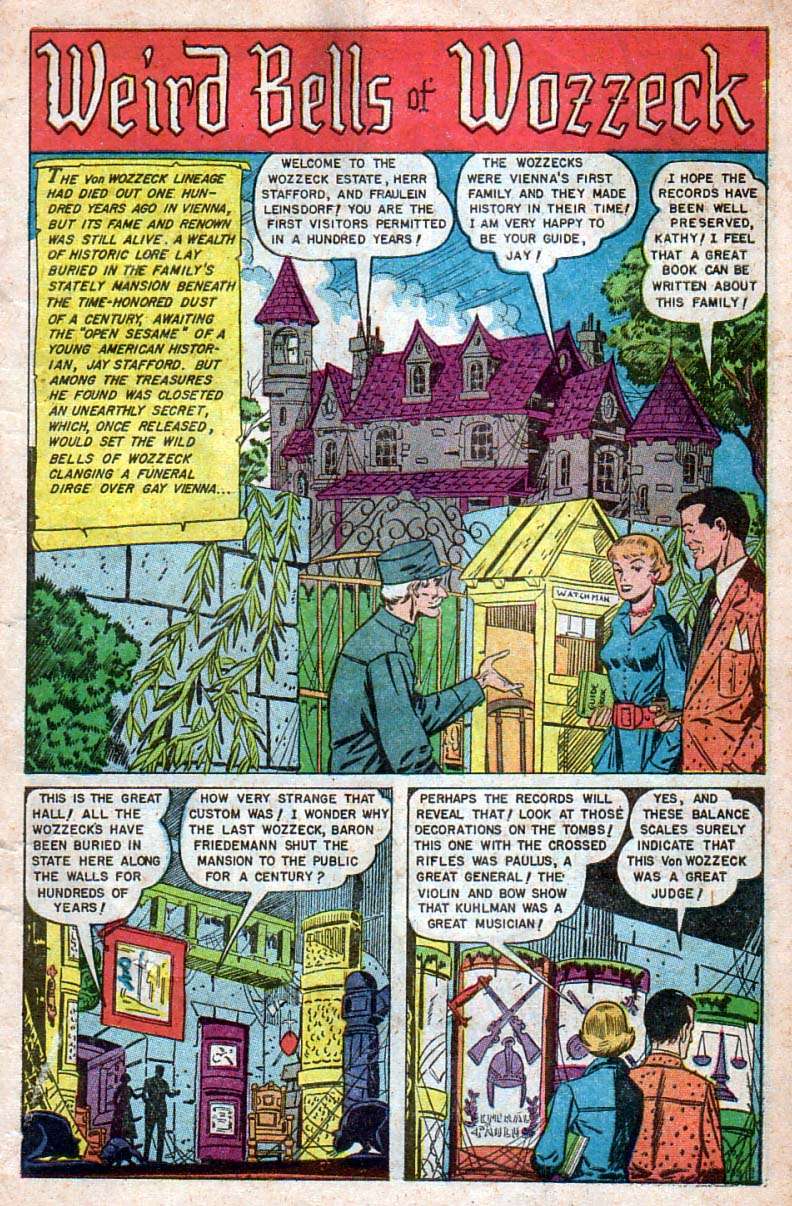 Weird Bells of Wozzeck
THE Von WOZZECK LINEAGE
HAD DIED OUT ONE HUN-
DRED YEARS AGO IN VIENNA,
BUT ITS FAME AND RENOWN
WAS STILL ALIVE. A WEALTH
OF HISTORIC LORE LAY
BURIED IN THE FAMILY'S
STATELY MANSION BENEATH
THE TIME-HONORED DUST
OF A CENTURY, AWAITING
THE "OPEN SESAME" OF A
YOUNG AMERICAN HISTOR-
IAN, JAY STAFFORD. BUT
AMONG THE TREASURES
HE FOUND WAS CLOSETED
AN UNEARTHLY SECRET,
WHICH, ONCE RELEASED,
WOULD SET THE WILD
BELLS OF WOZZECK
CLANGING A FUNERAL
DIRGE OVER GAY VIENNA...
WELCOME TO THE
WOZZECK ESTATE, HERR
STAFFORD, AND FRAULEIN
LEINSDORF! YOU ARE THE
FIRST VISITORS PERMITTED
IN A HUNDRED YEARS!
THE WOZZECKS
WERE VIENNA'S FIRST
FAMILY AND THEY MADE
HISTORY IN THEIR TIME!
I AM VERY HAPPY TO
BE YOUR GUIDE,
JAY!
I HOPE THE
RECORDS HAVE
BEEN WELL
PRESERVED,
KATHY! I FEEL
THAT A GREAT
BOOK CAN BE
WRITTEN ABOUT
THIS FAMILY!
WATCHMAN
GUIDE
BOOK
THIS IS THE GREAT
HALL! ALL THE
WOZZECK'S HAVE
BEEN BURIED IN
STATE HERE ALONG
THE WALLS FOR
HUNDREDS OF
YEARS!
HOW VERY STRANGE THAT
CUSTOM WAS! I WONDER WHY
THE LAST WOZZECK, BARON
FRIEDEMANN SHUT THE
MANSION TO THE PUBLIC
FOR A CENTURY?
PERHAPS THE RECORDS WILL
REVEAL THAT! LOOK AT THOSE
DECORATIONS ON THE TOMBS!
THIS ONE WITH THE CROSSED
RIFLES WAS PAULUS, A
GREAT GENERAL! THE
VIOLIN AND BOW SHOW
THAT KUHLMAN WAS A
GREAT MUSICIAN!
YES, AND
THESE BALANCE
SCALES SURELY
INDICATE THAT
THIS Von WOZZECK
WAS A GREAT
JUDGE!